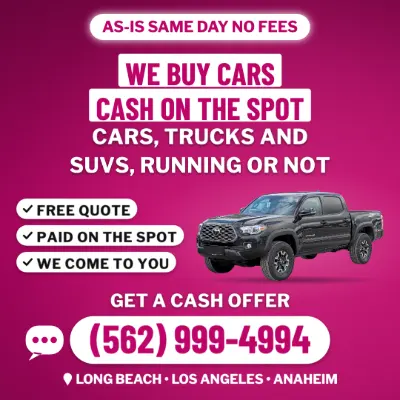 AS-IS SAME DAY NO FEES
WE BUY CARS
CASH ON THE SPOT
CARS, TRUCKS AND
SUVS, RUNNING OR NOT
FREE QUOTE
PAID ON THE SPOT
WE COME TO YOU
GET A CASH OFFER
(562) 999-4994
LONG BEACH • LOS ANGELES • ANAHEIM